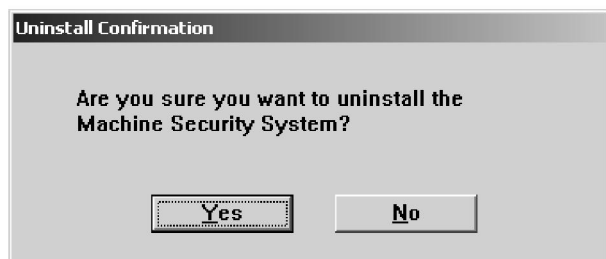 Uninstall Confirmation
Are you sure you want to uninstall the
Machine Security System?
Yes
No